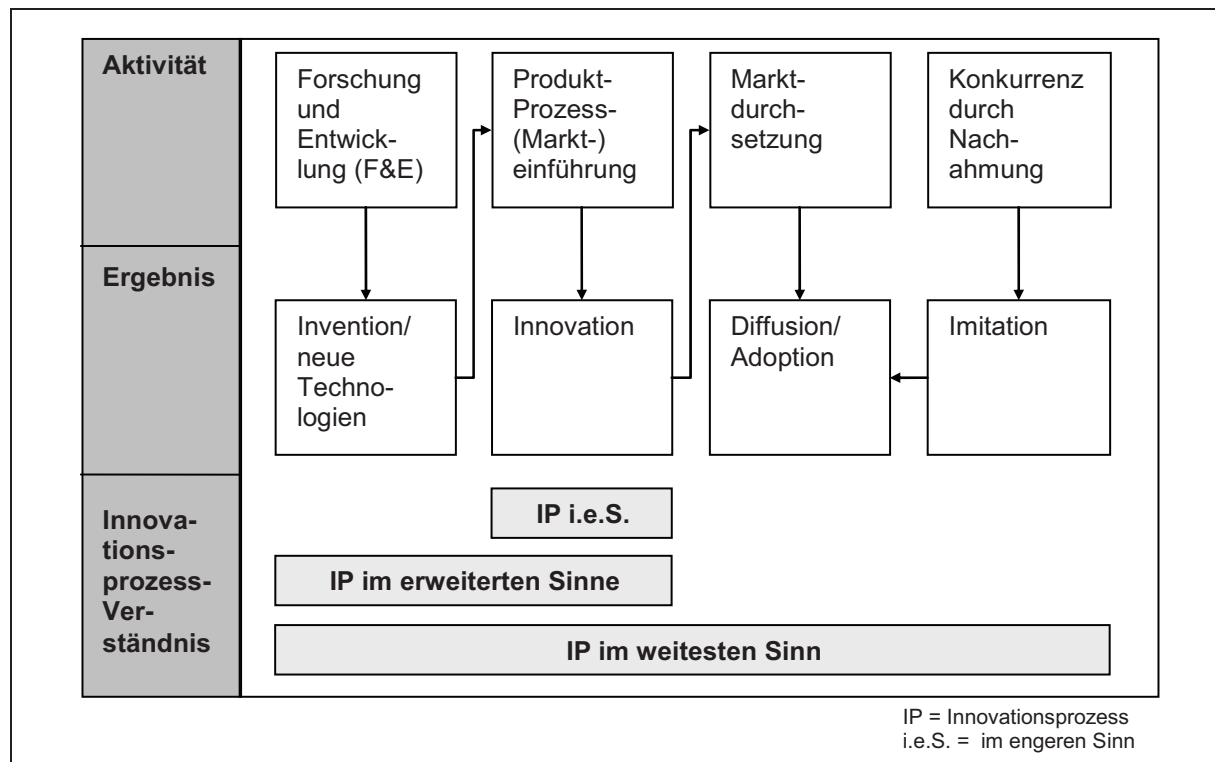 Aktivität
Forschung
und
Entwick-
lung (F&E)
Produkt-
Prozess-
(Markt-)
einführung
Markt-
durch-
setzung
Konkurrenz
durch
Nach-
ahmung
Ergebnis
Invention/
neue
Techno-
logien
Innovation
Diffusion/
Adoption
Imitation
Innova-
tions-
prozess-
Ver-
ständnis
IP i.e.S.
IP im erweiterten Sinne
IP im weitesten Sinn
IP = Innovationsprozess
i.e.S. = im engeren Sinn